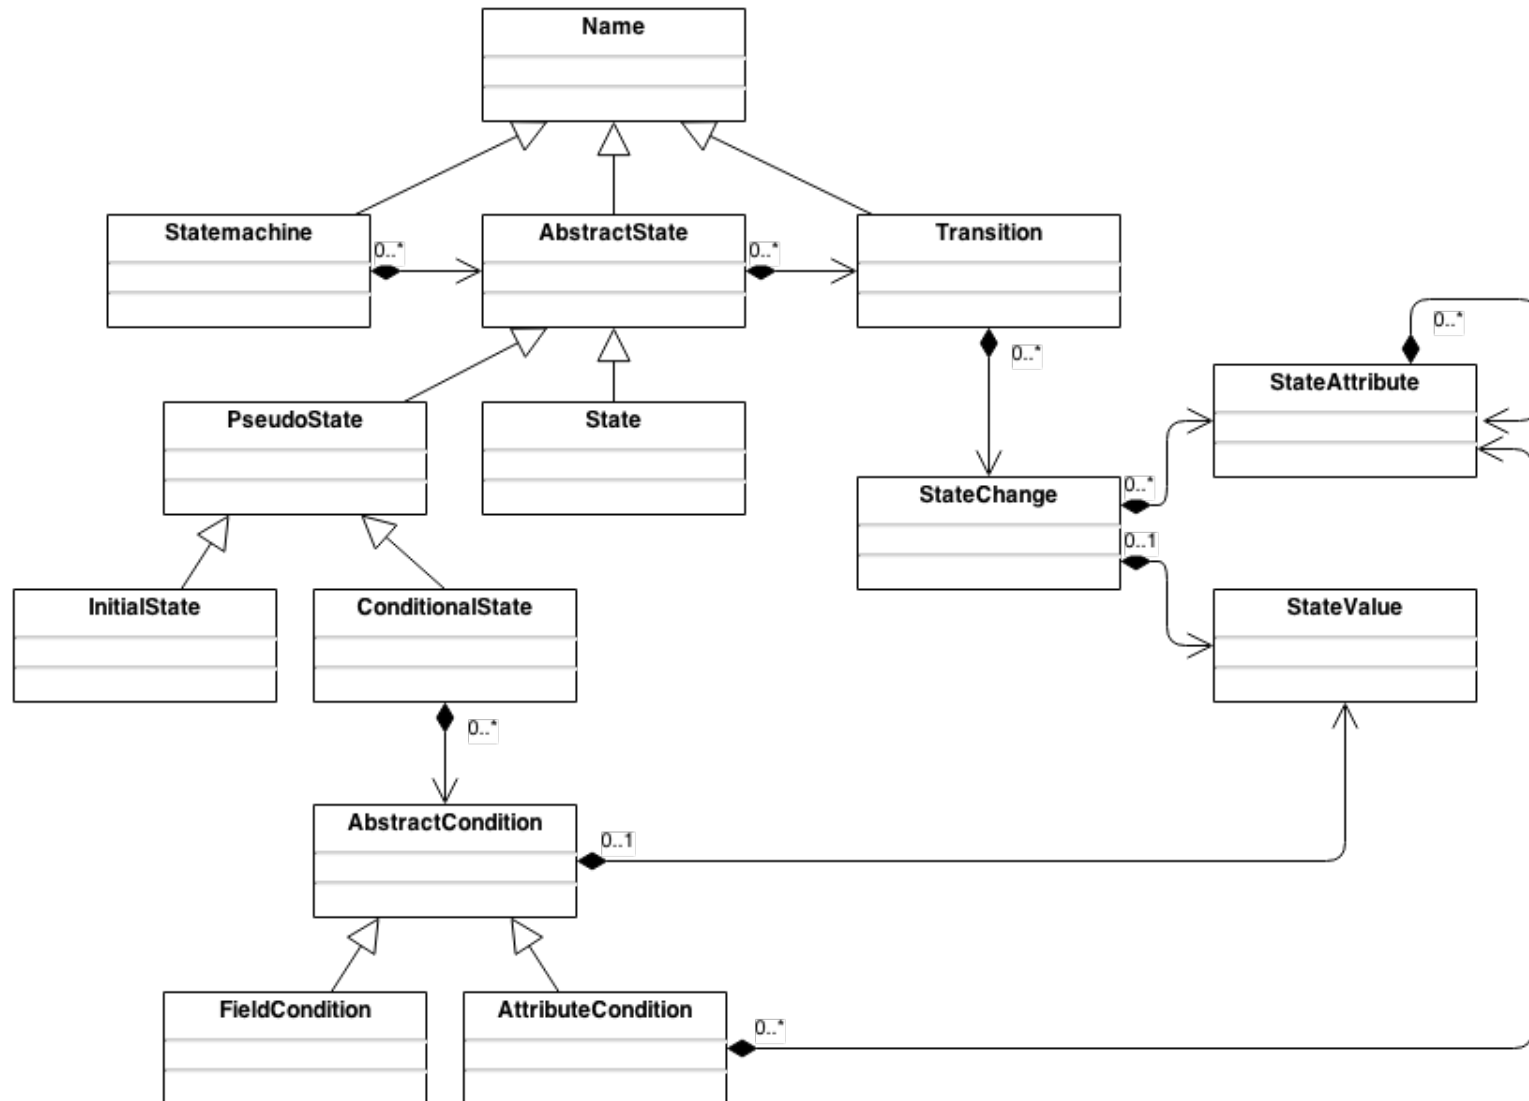 Name
Statemachine
0..*
AbstractState
0..*
Transition
0..*
0..*
StateAttribute
PseudoState
State
StateChange
0..*
0..1
InitialState
ConditionalState
StateValue
0..*
AbstractCondition
0..1
FieldCondition
AttributeCondition
0..*